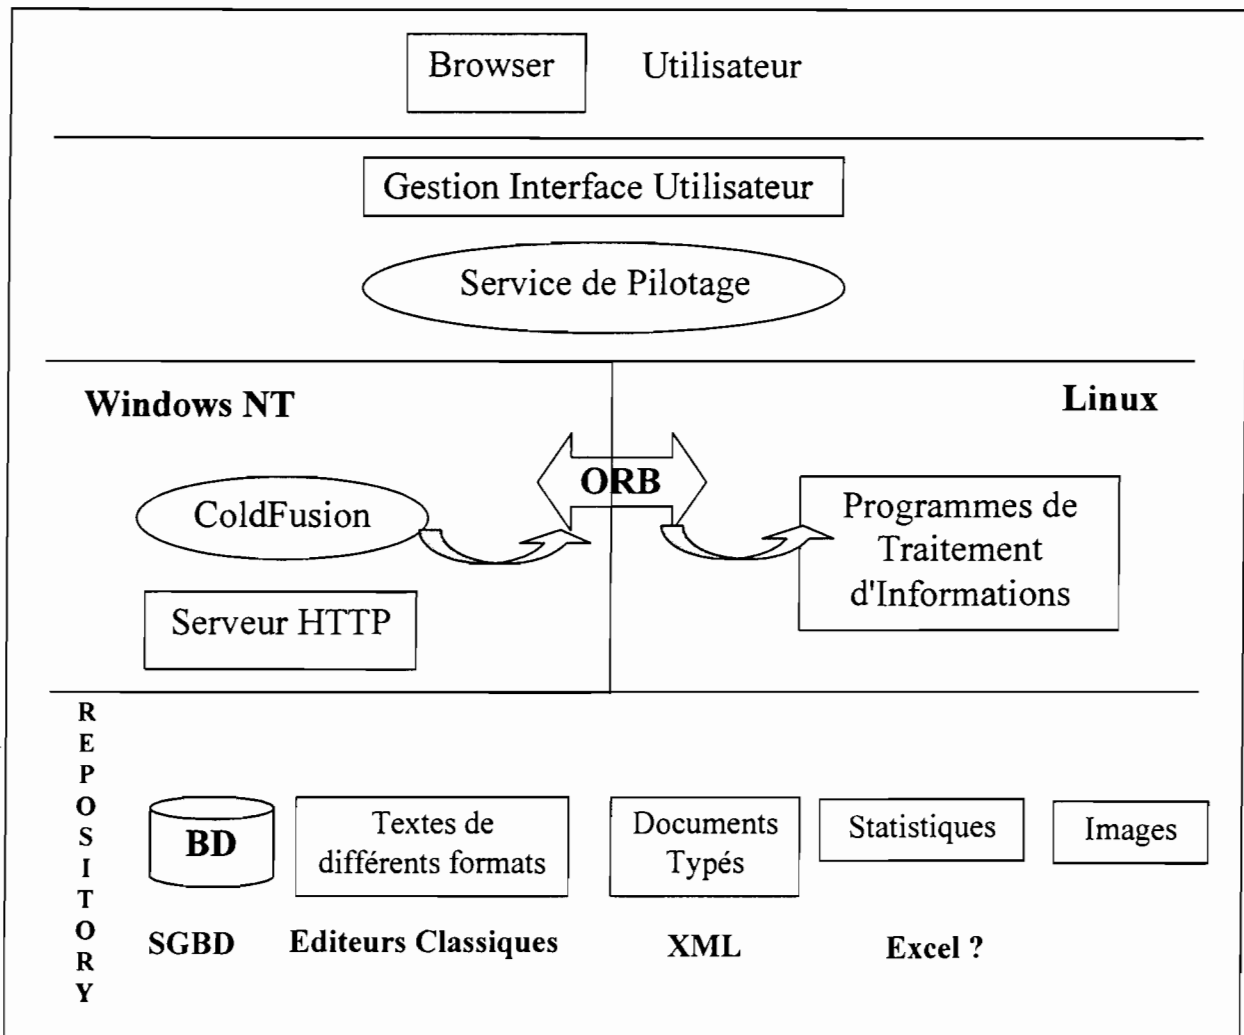 Browser
Utilisateur
Gestion Interface Utilisateur
Service de Pilotage
Windows NT
Linux
ORB
ColdFusion
Programmes de
Traitement
d'Informations
Serveur HTTP
REPOSITORY
BD
Textes de
différents formats
Documents
Typés
Statistiques
Images
SGBD
Editeurs Classiques
XML
Excel ?